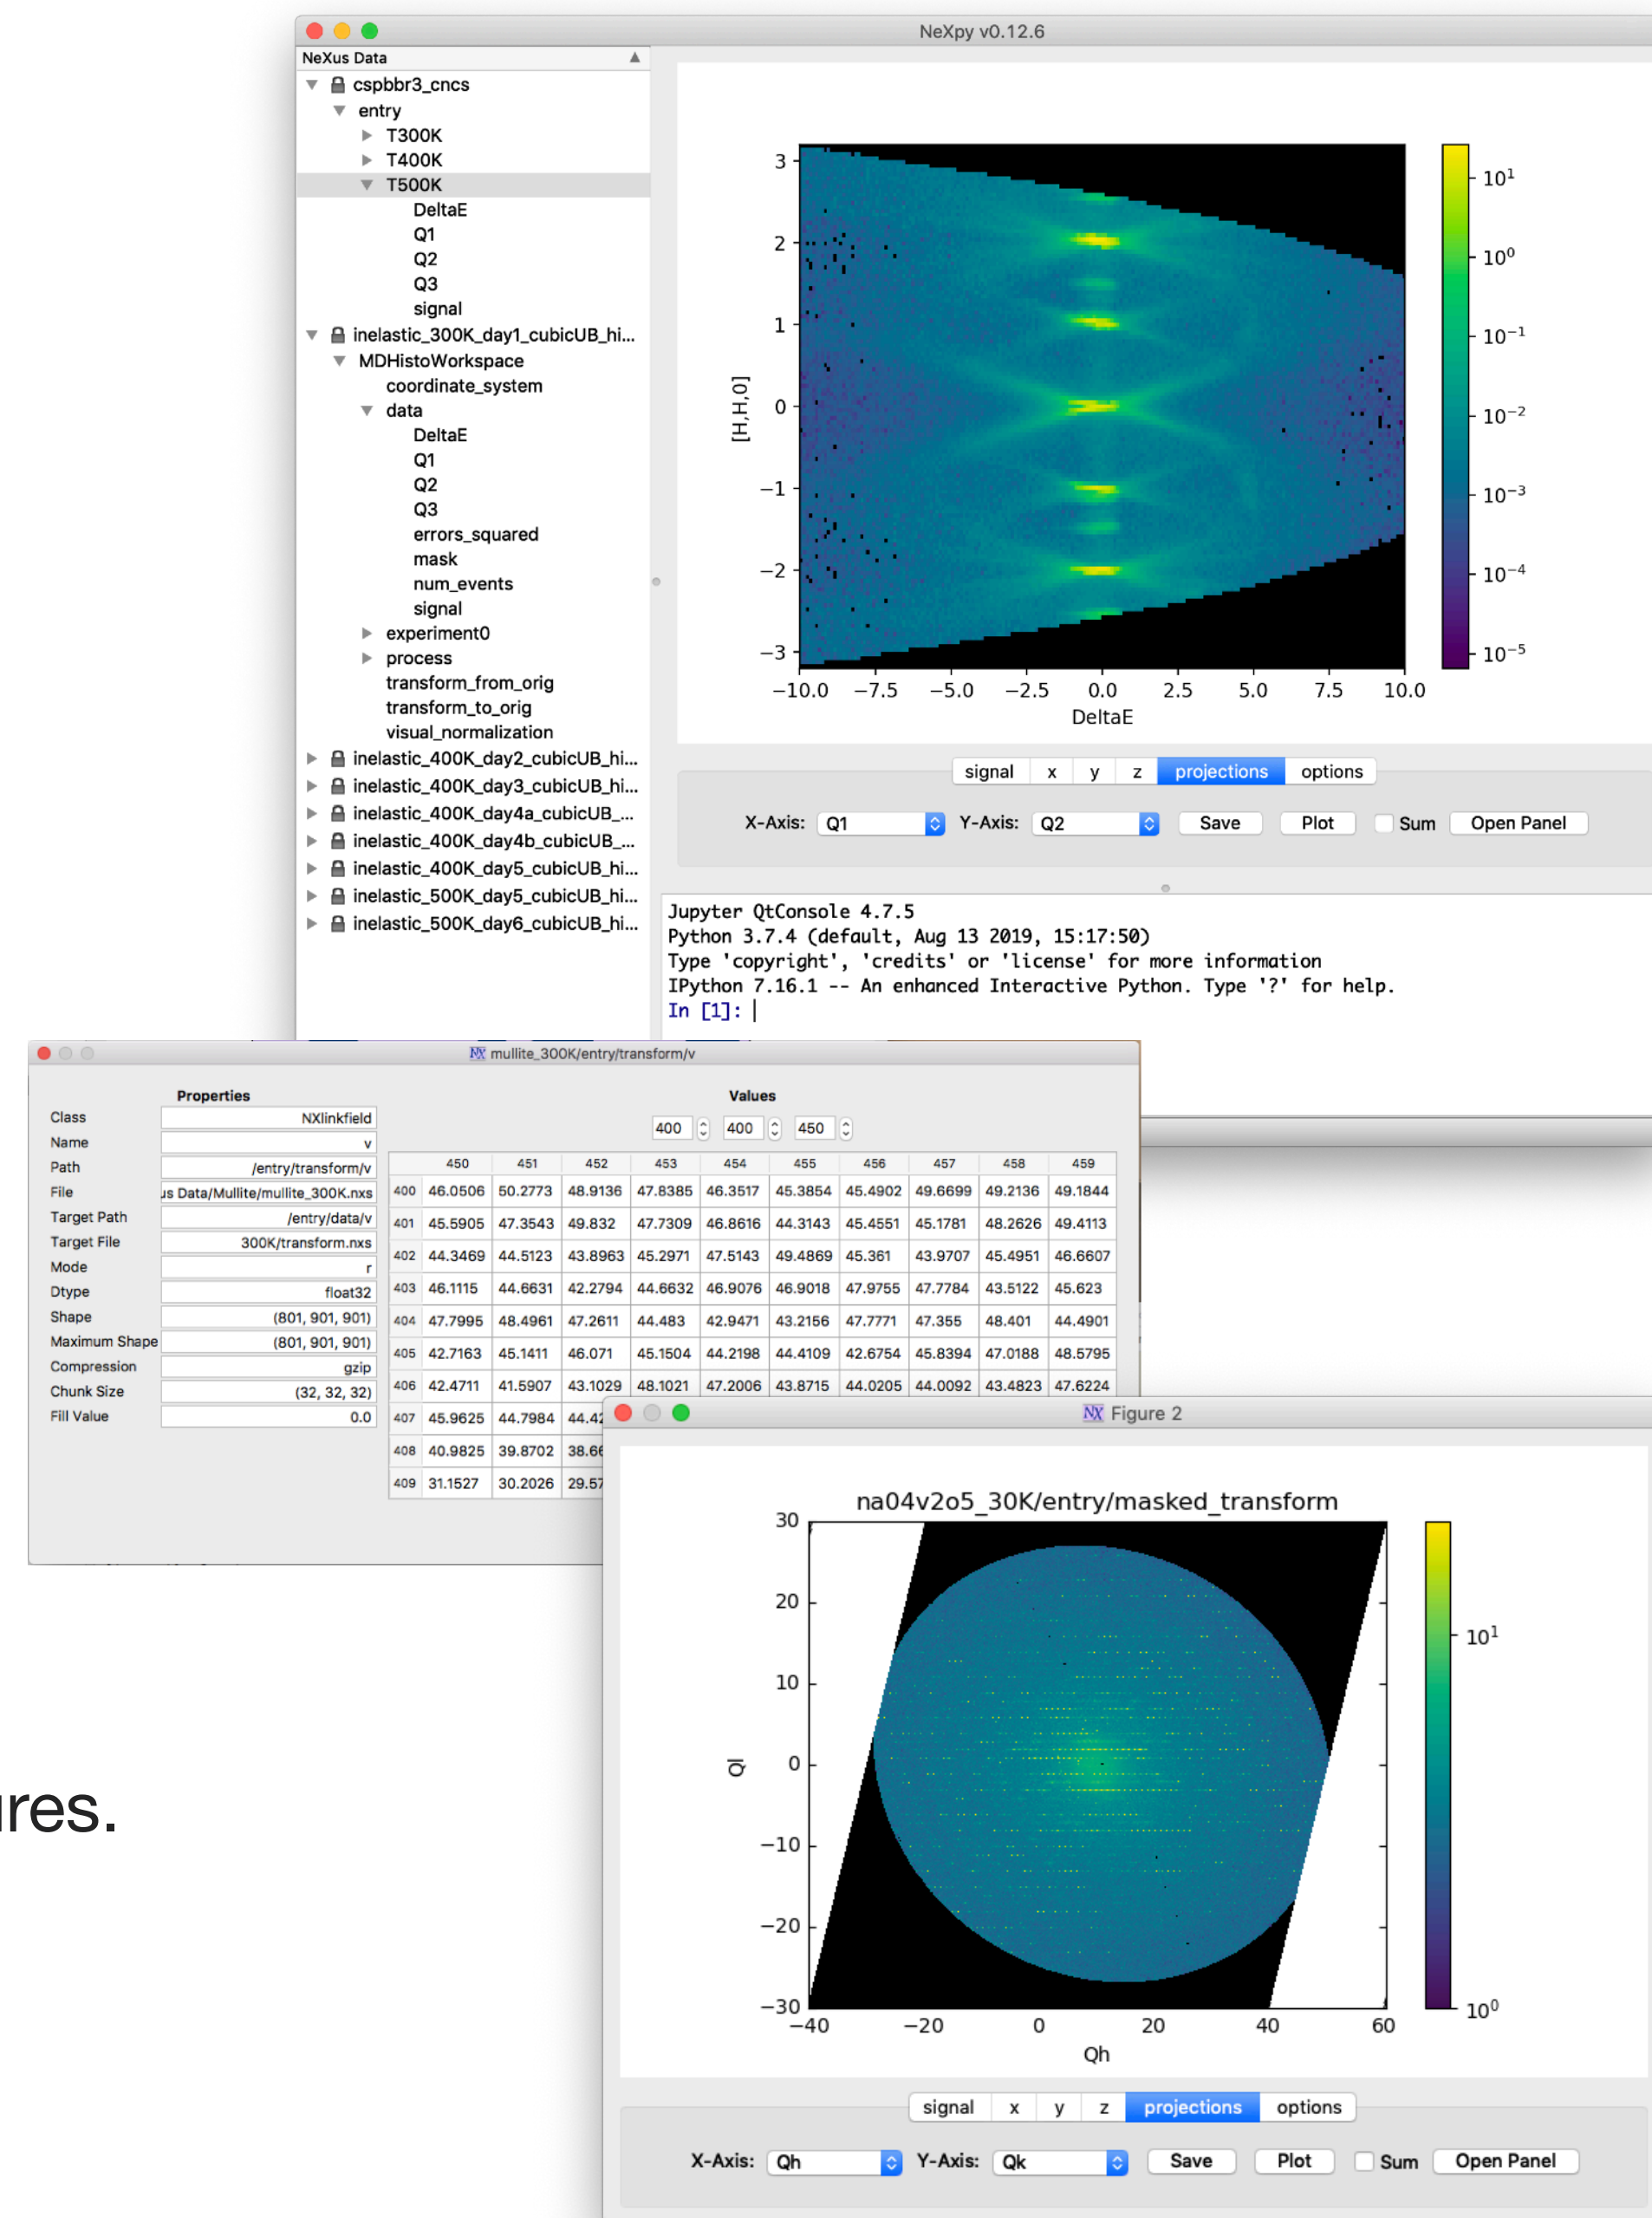 NeXpy v0.12.6
NeXus Data
cspbbr3_cncs
entry
T300K
T400K
T500K
DeltaE
Q1
Q2
Q3
signal
inelastic_300K_day1_cubicUB_hi...
MDHistoWorkspace
coordinate_system
data
DeltaE
Q1
Q2
Q3
errors_squared
mask
num_events
signal
experiment0
process
transform_from_orig
transform_to_orig
visual_normalization
inelastic_400K_day2_cubicUB_hi...
inelastic_400K_day3_cubicUB_hi...
inelastic_400K_day4a_cubicUB_...
inelastic_400K_day4b_cubicUB_...
inelastic_400K_day5_cubicUB_hi...
inelastic_500K_day5_cubicUB_hi...
inelastic_500K_day6_cubicUB_hi...
3
2
1
0
−1
−2
−3
[H,H,0]
−10.0 −7.5 −5.0 −2.5 0.0 2.5 5.0 7.5 10.0
DeltaE
10¹
10⁰
10⁻¹
10⁻²
10⁻³
10⁻⁴
10⁻⁵
signal x y z projections options
X-Axis: Q1 Y-Axis: Q2 Save Plot Sum Open Panel
Jupyter QtConsole 4.7.5
Python 3.7.4 (default, Aug 13 2019, 15:17:50)
Type 'copyright', 'credits' or 'license' for more information
IPython 7.16.1 -- An enhanced Interactive Python. Type '?' for help.
In [1]:
NX mullite_300K/entry/transform/v
Properties
Class NXlinkfield
Name v
Path /entry/transform/v
File us Data/Mullite/mullite_300K.nxs
Target Path /entry/data/v
Target File 300K/transform.nxs
Mode r
Dtype float32
Shape (801, 901, 901)
Maximum Shape (801, 901, 901)
Compression gzip
Chunk Size (32, 32, 32)
Fill Value 0.0
Values
400 400 450
450 451 452 453 454 455 456 457 458 459
400 46.0506 50.2773 48.9136 47.8385 46.3517 45.3854 45.4902 49.6699 49.2136 49.1844
401 45.5905 47.3543 49.832 47.7309 46.8616 44.3143 45.4551 45.1781 48.2626 49.4113
402 44.3469 44.5123 43.8963 45.2971 47.5143 49.4869 45.361 43.9707 45.4951 46.6607
403 46.1115 44.6631 42.2794 44.6632 46.9076 46.9018 47.9755 47.7784 43.5122 45.623
404 47.7995 48.4961 47.2611 44.483 42.9471 43.2156 47.7771 47.355 48.401 44.4901
405 42.7163 45.1411 46.071 45.1504 44.2198 44.4109 42.6754 45.8394 47.0188 48.5795
406 42.4711 41.5907 43.1029 48.1021 47.2006 43.8715 44.0205 44.0092 43.4823 47.6224
407 45.9625 44.7984 44.42
408 40.9825 39.8702 38.66
409 31.1527 30.2026 29.57
ures.
NX Figure 2
na04v2o5_30K/entry/masked_transform
30
20
10
0
−10
−20
−30
Ql
−40 −20 0 20 40 60
Qh
10¹
10⁰
signal x y z projections options
X-Axis: Qh Y-Axis: Qk Save Plot Sum Open Panel